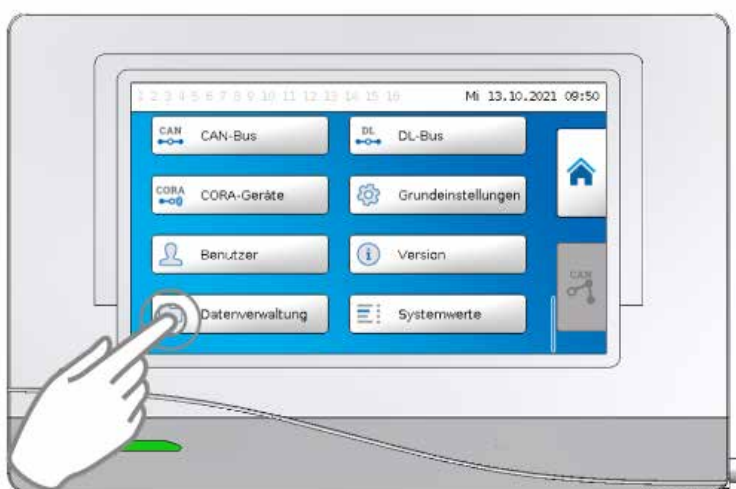 1 2 3 4 5 6 7 8 9 10 11 12 13 14 15 16 Mi 13.10.2021 09:50
CAN CAN-Bus DL DL-Bus
CORA CORA-Geräte Grundeinstellungen
Benutzer i Version
CAN
Datenverwaltung Systemwerte